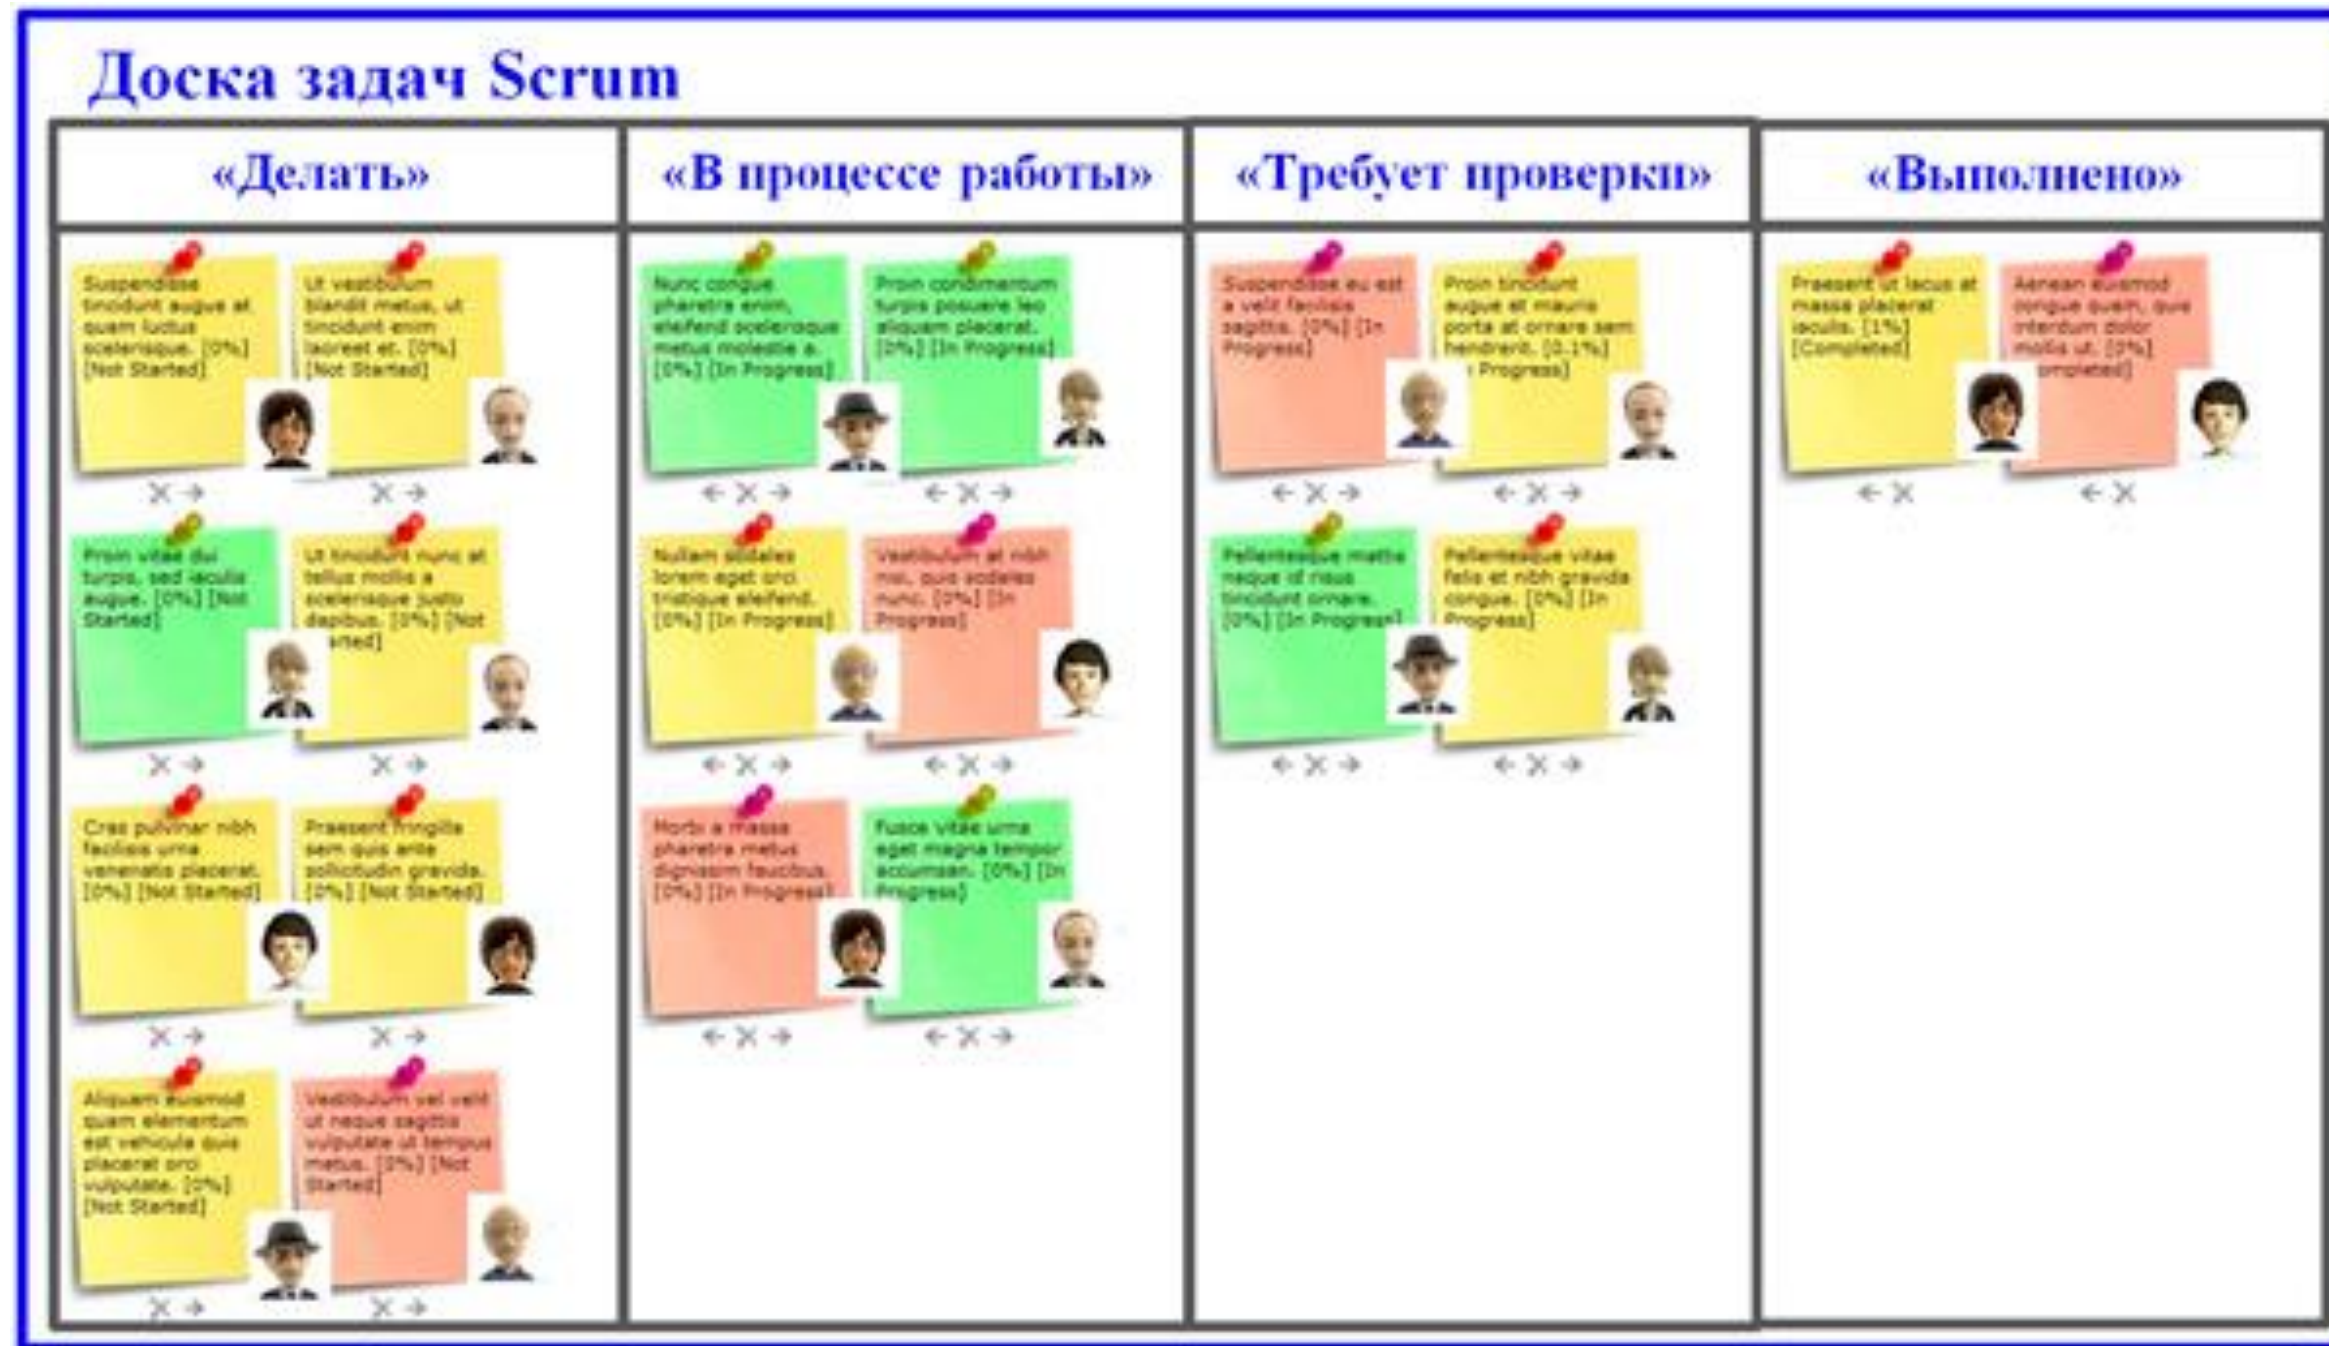 Доска задач Scrum
«Делать»
«В процессе работы»
«Требует проверки»
«Выполнено»
Suspendisse
tincidunt augue at
quam luctus
scelerisque. [0%]
[Not Started]
Ut vestibulum
blandit metus, ut
tincidunt enim
laoreet et. [0%]
[Not Started]
Proin vitae dui
turpis, sed iaculis
augue. [0%] [Not
Started]
Ut tincidunt nunc at
tellus mollis a
scelerisque justo
dapibus. [0%] [Not
arted]
Cras pulvinar nibh
facilisis urna
venenatis placerat.
[0%] [Not Started]
Praesent fringilla
sem quis ante
sollicitudin gravida.
[0%] [Not Started]
Aliquam euismod
quam elementum
est vehicula quis
placerat orci
vulputate. [0%]
[Not Started]
Vestibulum vel velit
ut neque sagittis
vulputate ut tempus
metus. [0%] [Not
Started]
Nunc congue
pharetra enim,
eleifend scelerisque
metus molestie a.
[0%] [In Progress]
Proin condimentum
turpis posuere leo
aliquam placerat.
[0%] [In Progress]
Nullam sodales
lorem eget orci
tristique eleifend.
[0%] [In Progress]
Vestibulum at nibh
nisi, quis sodales
nunc. [0%] [In
Progress]
Morbi a massa
pharetra metus
dignissim faucibus.
[0%] [In Progress]
Fusce vitae urna
eget magna tempor
accumsan. [0%] [In
Progress]
Suspendisse eu est
a velit facilisis
sagittis. [0%] [In
Progress]
Proin tincidunt
augue at mauris
porta at ornare sem
hendrerit. [0.1%]
Progress]
Pellentesque mattis
neque id risus
tincidunt ornare.
[0%] [In Progress]
Pellentesque vitae
felis et nibh gravida
congue. [0%] [In
Progress]
Praesent ut lacus at
massa placerat
iaculis. [1%]
[Completed]
Aenean euismod
congue quam, quis
interdum dolor
mollis ut. [0%]
ompleted]